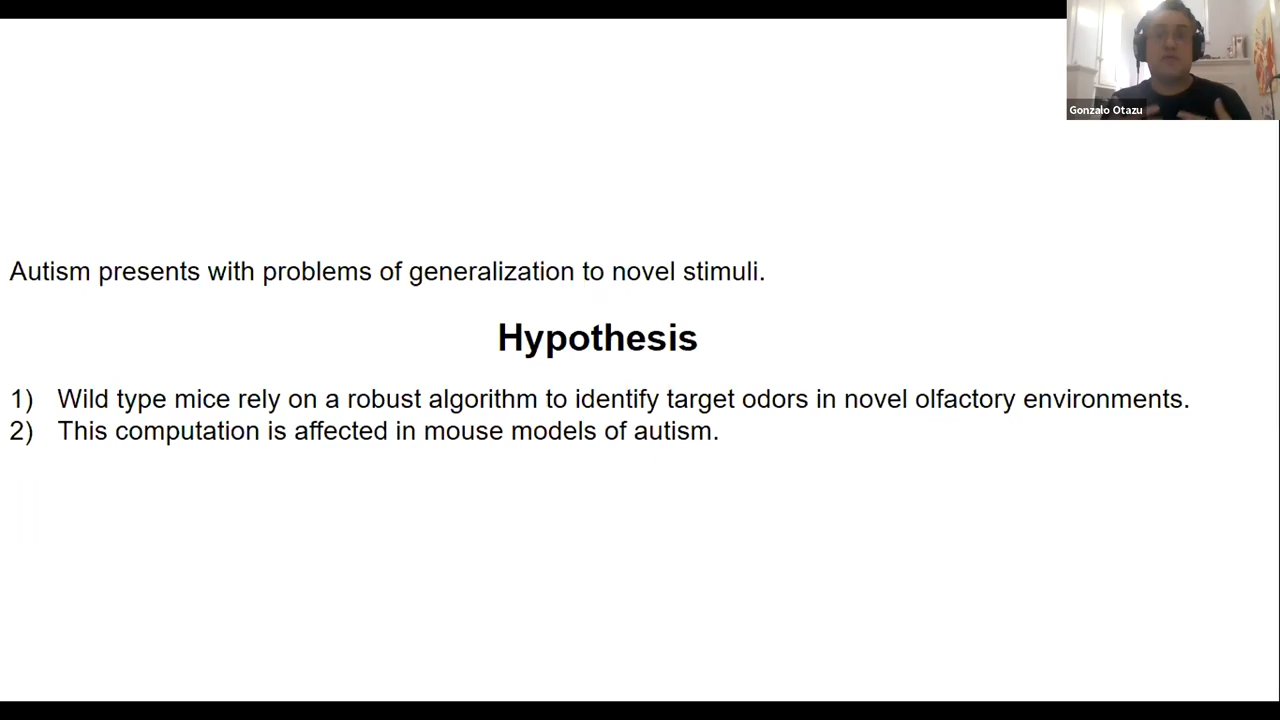 Gonzalo Otazu
Autism presents with problems of generalization to novel stimuli.
Hypothesis
1) Wild type mice rely on a robust algorithm to identify target odors in novel olfactory environments.
2) This computation is affected in mouse models of autism.